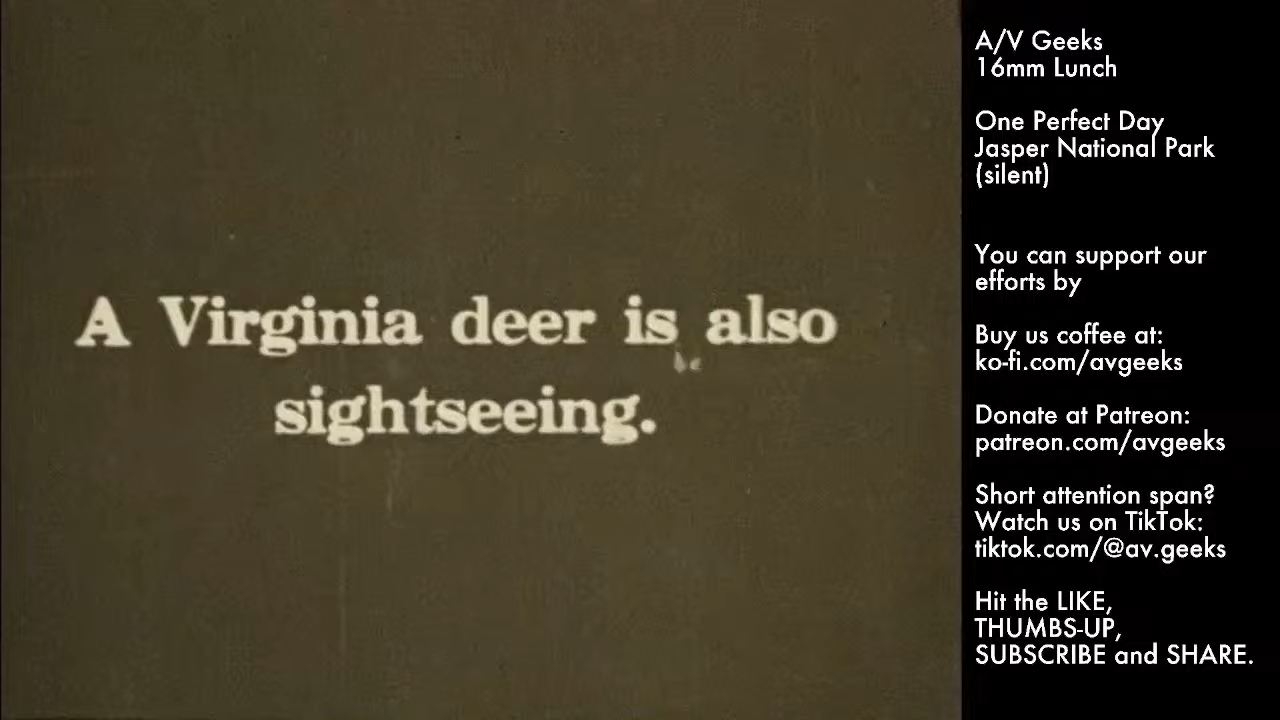 A Virginia deer is also
sightseeing.
A/V Geeks
16mm Lunch
One Perfect Day
Jasper National Park
(silent)
You can support our
efforts by
Buy us coffee at:
ko-fi.com/avgeeks
Donate at Patreon:
patreon.com/avgeeks
Short attention span?
Watch us on TikTok:
tiktok.com/@av.geeks
Hit the LIKE,
THUMBS-UP,
SUBSCRIBE and SHARE.